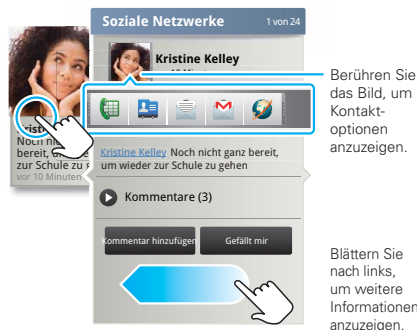 Soziale Netzwerke
1 von 24
Kristine Kelley
Noch nicht ganz bereit,
Kristine Kelley Noch nicht ganz bereit,
um wieder zur Schule zu gehen
bereit,
zur Schule zu
vor 10 Minuten
Kommentare (3)
Kommentar hinzufügen
Gefällt mir
Berühren Sie
das Bild, um
Kontakt-
optionen
anzuzeigen.
Blättern Sie
nach links,
um weitere
Informationen
anzuzeigen.